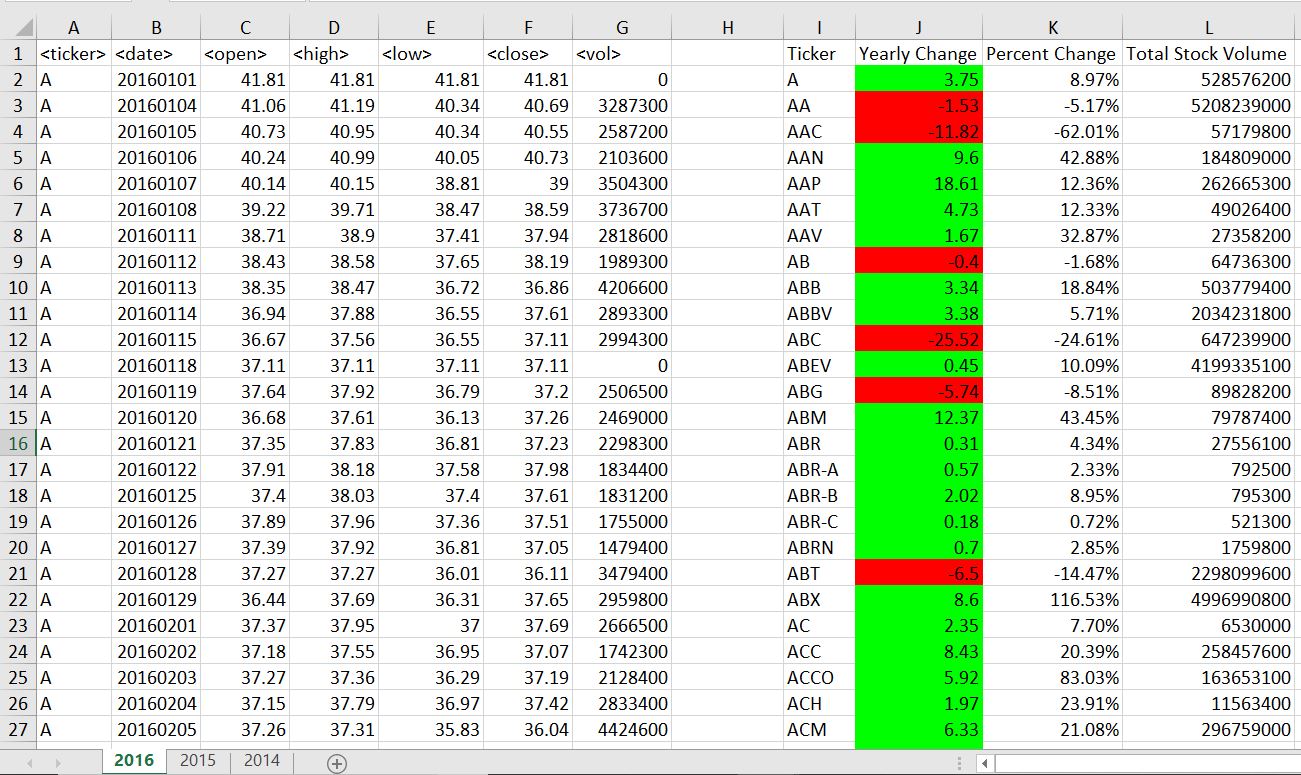 A B C D E F G H I J K L
1 <ticker> <date> <open> <high> <low> <close> <vol> Ticker Yearly Change Percent Change Total Stock Volume
2 A 20160101 41.81 41.81 41.81 41.81 0 A 3.75 8.97% 528576200
3 A 20160104 41.06 41.19 40.34 40.69 3287300 AA -1.53 -5.17% 5208239000
4 A 20160105 40.73 40.95 40.34 40.55 2587200 AAC -11.82 -62.01% 57179800
5 A 20160106 40.24 40.99 40.05 40.73 2103600 AAN 9.6 42.88% 184809000
6 A 20160107 40.14 40.15 38.81 39 3504300 AAP 18.61 12.36% 262665300
7 A 20160108 39.22 39.71 38.47 38.59 3736700 AAT 4.73 12.33% 49026400
8 A 20160111 38.71 38.9 37.41 37.94 2818600 AAV 1.67 32.87% 27358200
9 A 20160112 38.43 38.58 37.65 38.19 1989300 AB -0.4 -1.68% 64736300
10 A 20160113 38.35 38.47 36.72 36.86 4206600 ABB 3.34 18.84% 503779400
11 A 20160114 36.94 37.88 36.55 37.61 2893300 ABBV 3.38 5.71% 2034231800
12 A 20160115 36.67 37.56 36.55 37.11 2994300 ABC -25.52 -24.61% 647239900
13 A 20160118 37.11 37.11 37.11 37.11 0 ABEV 0.45 10.09% 4199335100
14 A 20160119 37.64 37.92 36.79 37.2 2506500 ABG -5.74 -8.51% 89828200
15 A 20160120 36.68 37.61 36.13 37.26 2469000 ABM 12.37 43.45% 79787400
16 A 20160121 37.35 37.83 36.81 37.23 2298300 ABR 0.31 4.34% 27556100
17 A 20160122 37.91 38.18 37.58 37.98 1834400 ABR-A 0.57 2.33% 792500
18 A 20160125 37.4 38.03 37.4 37.61 1831200 ABR-B 2.02 8.95% 795300
19 A 20160126 37.89 37.96 37.36 37.51 1755000 ABR-C 0.18 0.72% 521300
20 A 20160127 37.39 37.92 36.81 37.05 1479400 ABRN 0.7 2.85% 1759800
21 A 20160128 37.27 37.27 36.01 36.11 3479400 ABT -6.5 -14.47% 2298099600
22 A 20160129 36.44 37.69 36.31 37.65 2959800 ABX 8.6 116.53% 4996990800
23 A 20160201 37.37 37.95 37 37.69 2666500 AC 2.35 7.70% 6530000
24 A 20160202 37.18 37.55 36.95 37.07 1742300 ACC 8.43 20.39% 258457600
25 A 20160203 37.27 37.36 36.29 37.19 2128400 ACCO 5.92 83.03% 163653100
26 A 20160204 37.15 37.79 36.97 37.42 2833400 ACH 1.97 23.91% 11563400
27 A 20160205 37.26 37.31 35.83 36.04 4424600 ACM 6.33 21.08% 296759000
2016 2015 2014